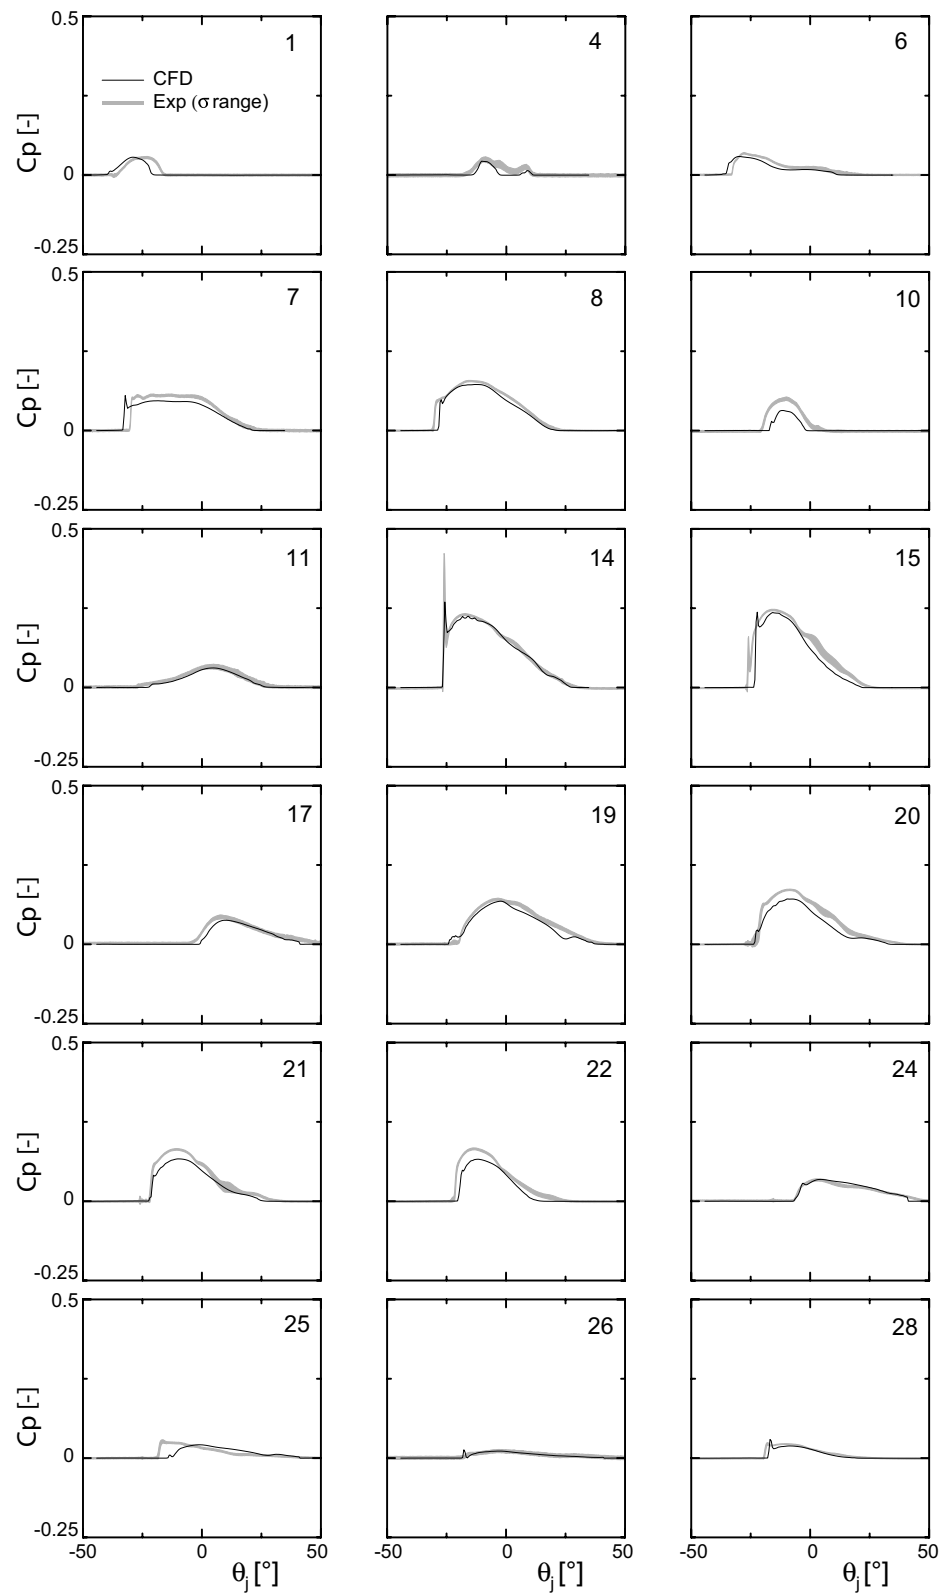 0.5 1 4 6
CFD
Exp (σ range)
Cp [-]
0
-0.25
0.5 7 8 10
Cp [-]
0
-0.25
0.5 11 14 15
Cp [-]
0
-0.25
0.5 17 19 20
Cp [-]
0
-0.25
0.5 21 22 24
Cp [-]
0
-0.25
0.5 25 26 28
Cp [-]
0
-0.25
-50 0 50 -50 0 50 -50 0 50
θj [°] θj [°] θj [°]